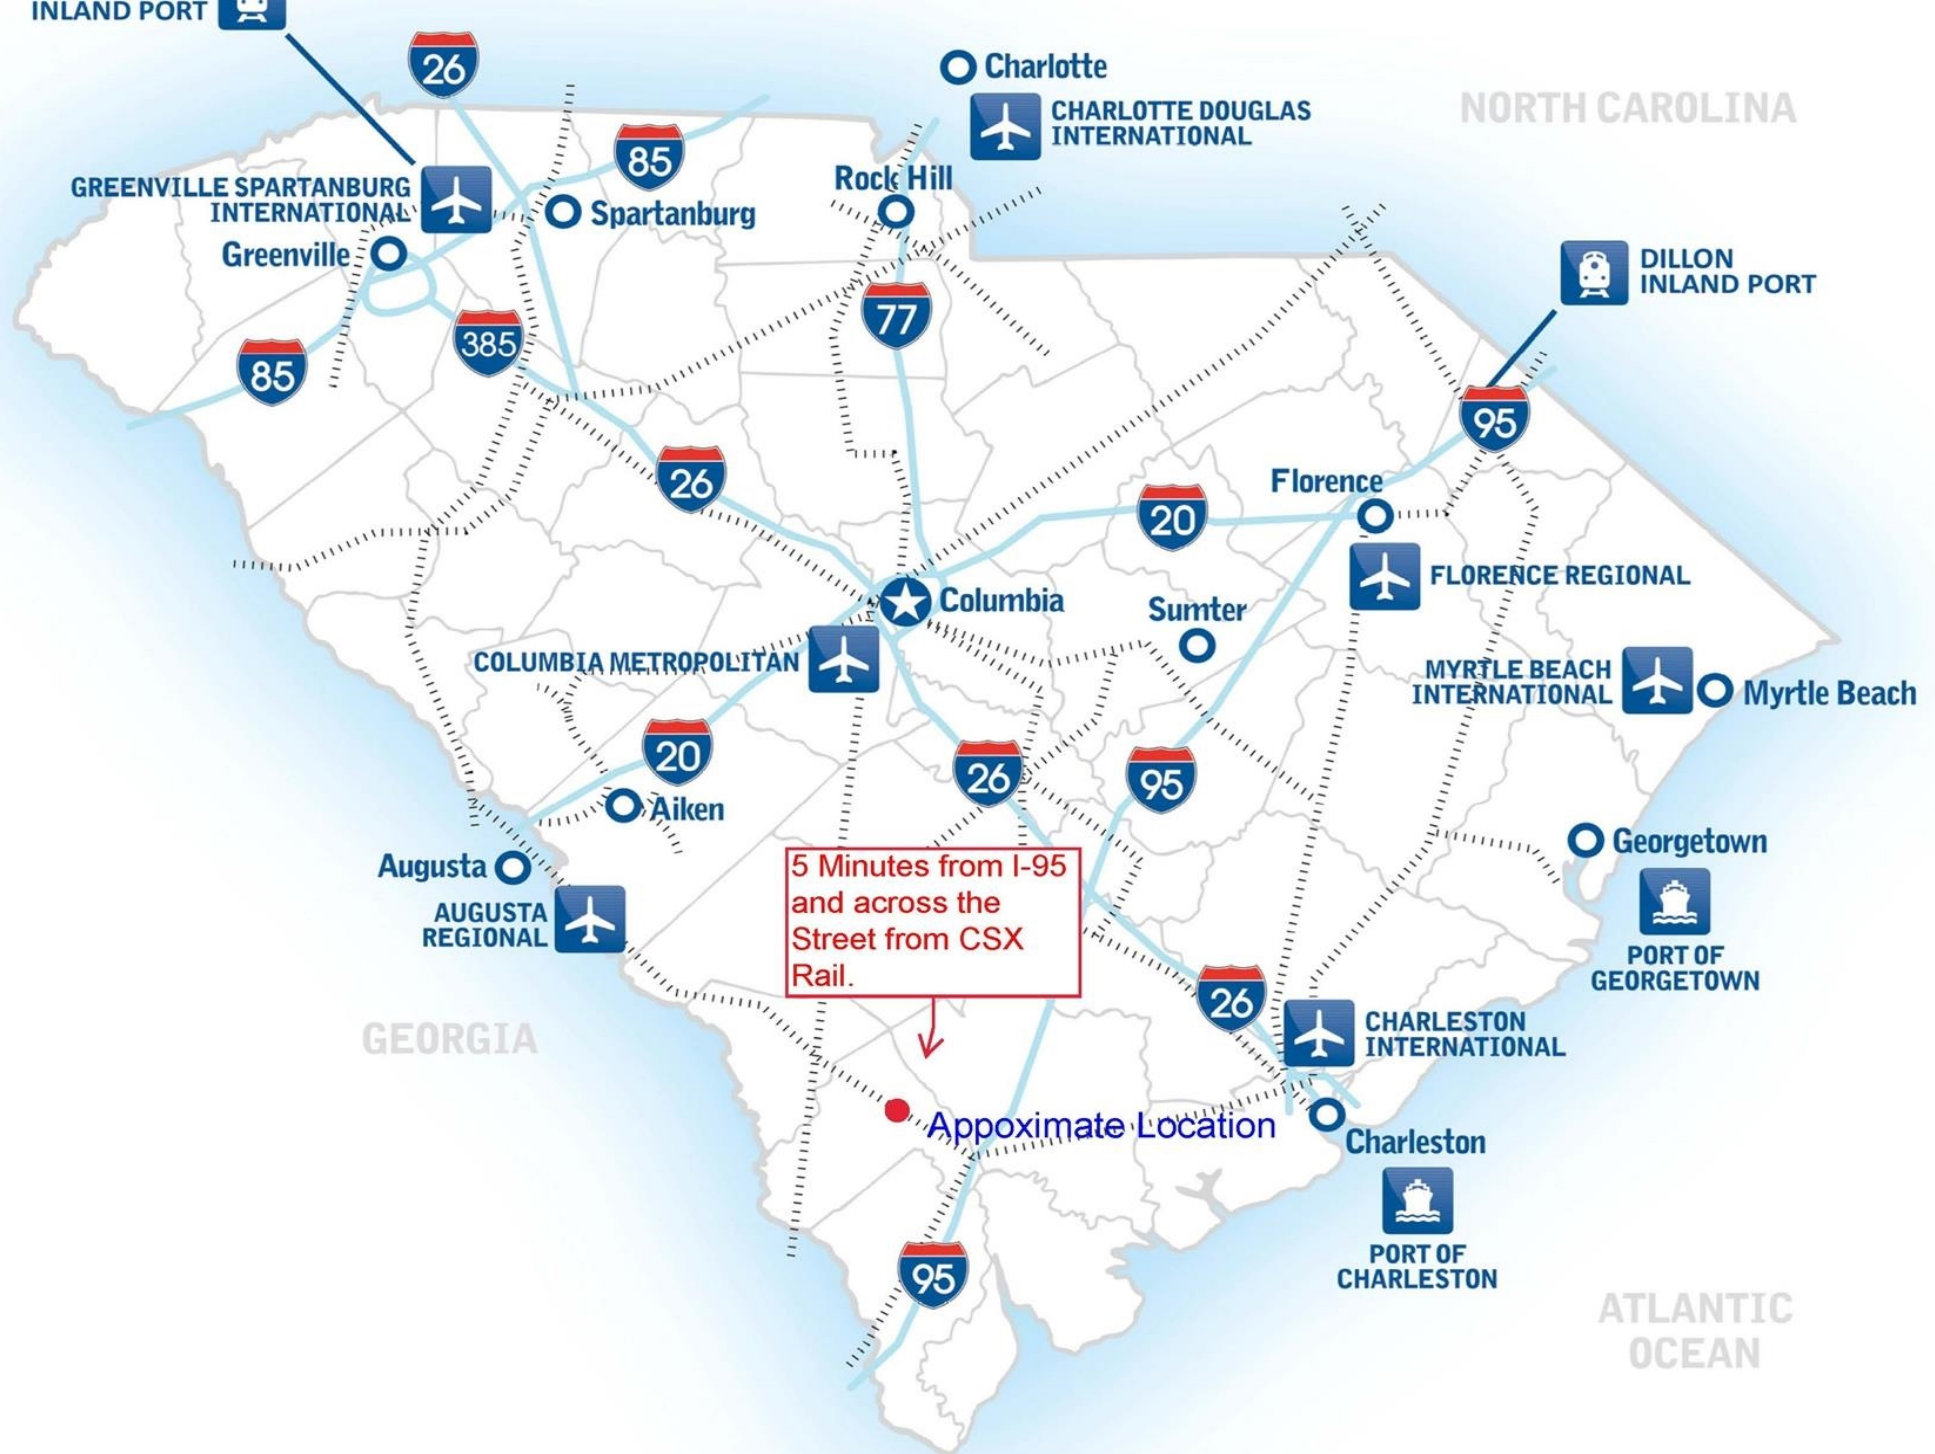 INLAND PORT
26
Charlotte
CHARLOTTE DOUGLAS
INTERNATIONAL
NORTH CAROLINA
85
Rock Hill
GREENVILLE SPARTANBURG
INTERNATIONAL
Spartanburg
Greenville
DILLON
INLAND PORT
77
385
85
95
26
Florence
20
FLORENCE REGIONAL
Columbia
Sumter
COLUMBIA METROPOLITAN
MYRTLE BEACH
INTERNATIONAL
Myrtle Beach
20
26
95
Aiken
Georgetown
Augusta
5 Minutes from I-95
and across the
Street from CSX
Rail.
AUGUSTA
REGIONAL
PORT OF
GEORGETOWN
26
GEORGIA
CHARLESTON
INTERNATIONAL
Appoximate Location
Charleston
PORT OF
CHARLESTON
95
ATLANTIC
OCEAN